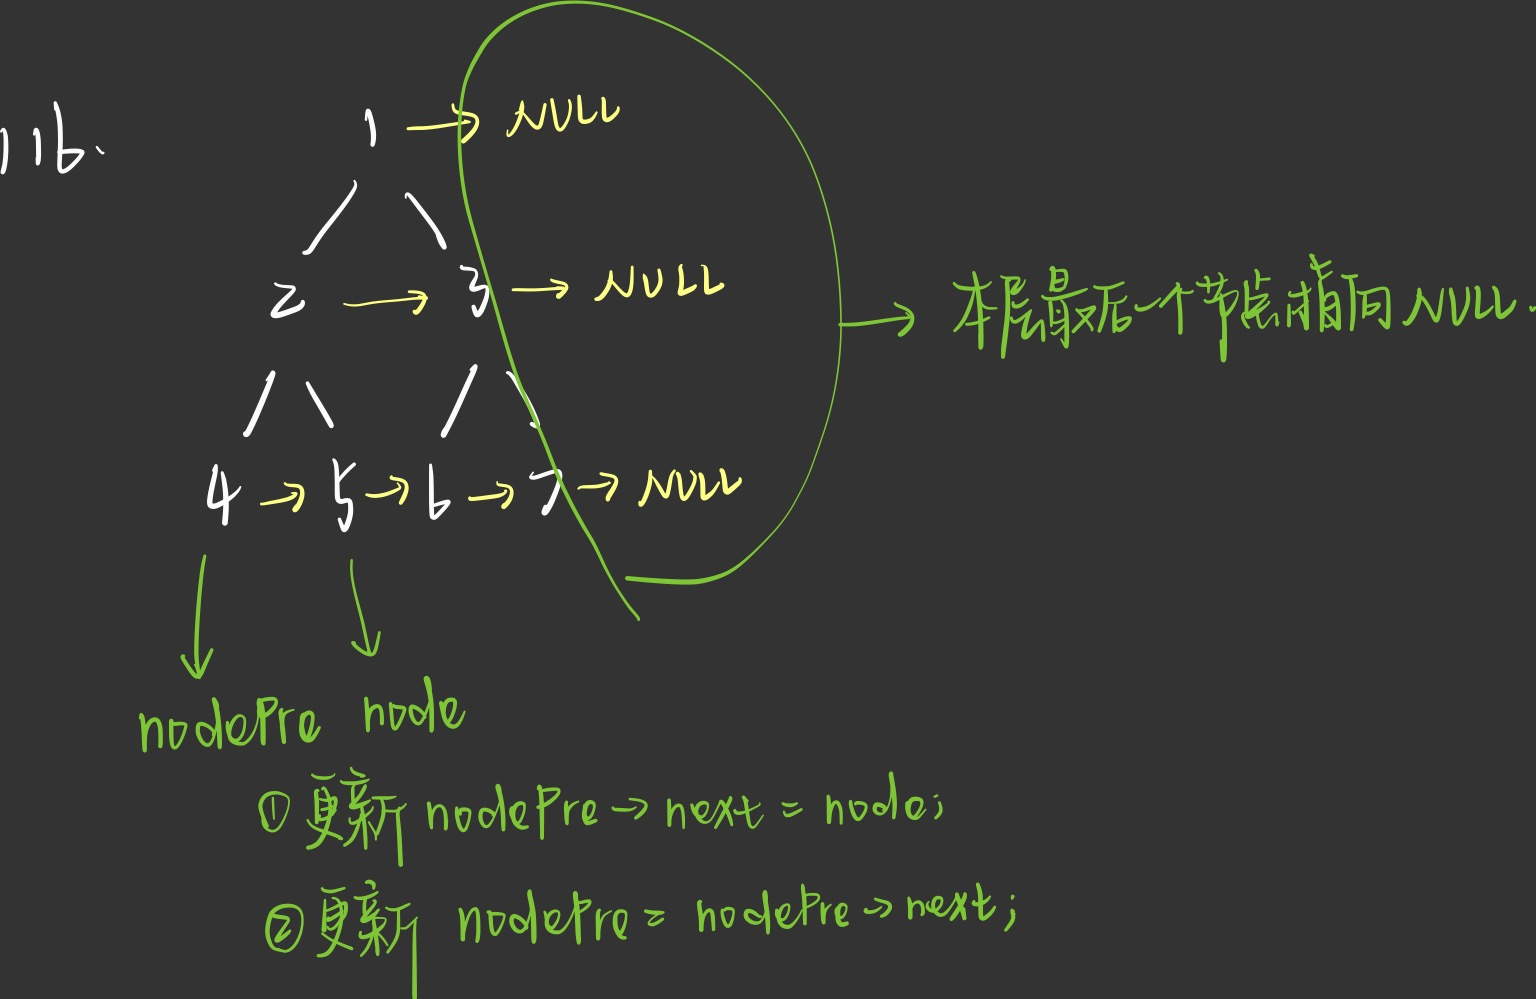 116.
1 → NULL
2 → 3 → NULL
本层最后一个节点指向NULL.
4 → 5 → 6 → 7 → NULL
nodePre node
①更新 nodePre → next = node;
②更新 nodePre = nodePre → next;